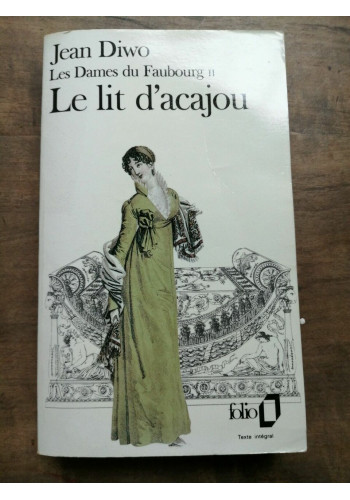 Jean Diwo
Les Dames du Faubourg II
Le lit d'acajou
folio
Texte intégral